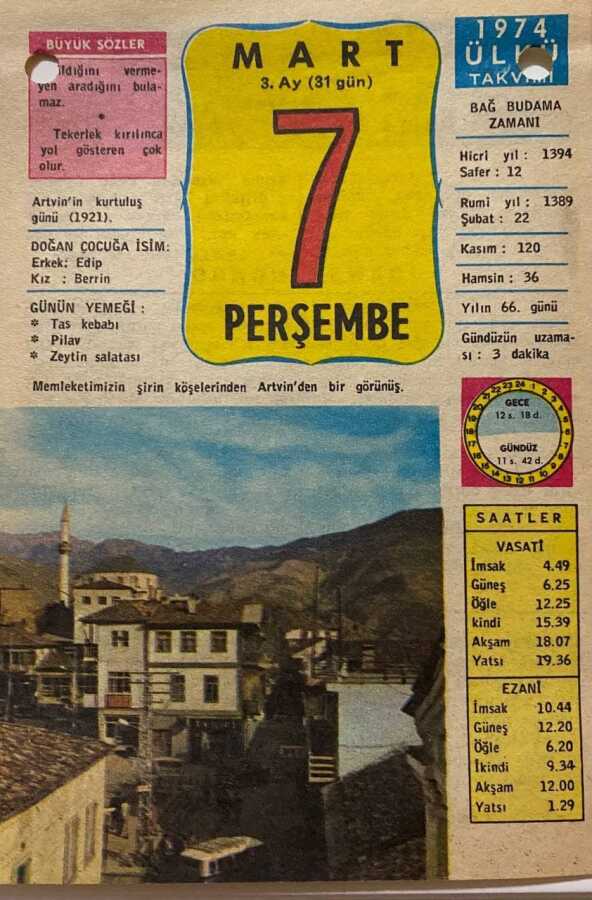 BÜYÜK SÖZLER
verme-
yen aradığını bula-
maz.
Tekerlek kırılınca
yol gösteren çok
olur.
Artvin'in kurtuluş
günü (1921).
DOĞAN ÇOCUĞA İSİM:
Erkek: Edip
Kız : Berrin
GÜNÜN YEMEĞİ :
* Tas kebabı
* Pilav
* Zeytin salatası
MART
3. Ay (31 gün)
7
PERŞEMBE
1974
ÜLKÜ
TAKVİMİ
BAĞ BUDAMA
ZAMANI
Hicri yıl : 1394
Safer : 12
Rumi yıl : 1389
Şubat : 22
Kasım : 120
Hamsin : 36
Yılın 66. günü
Gündüzün uzama-
sı : 3 dakika
Memleketimizin şirin köşelerinden Artvin'den bir görünüş.
GECE
12 s. 18 d.
GÜNDÜZ
11 s. 42 d.
SAATLER
VASATİ
İmsak 4.49
Güneş 6.25
Öğle 12.25
kindi 15.39
Akşam 18.07
Yatsı 19.36
EZANİ
İmsak 10.44
Güneş 12.20
Öğle 6.20
İkindi 9.34
Akşam 12.00
Yatsı 1.29